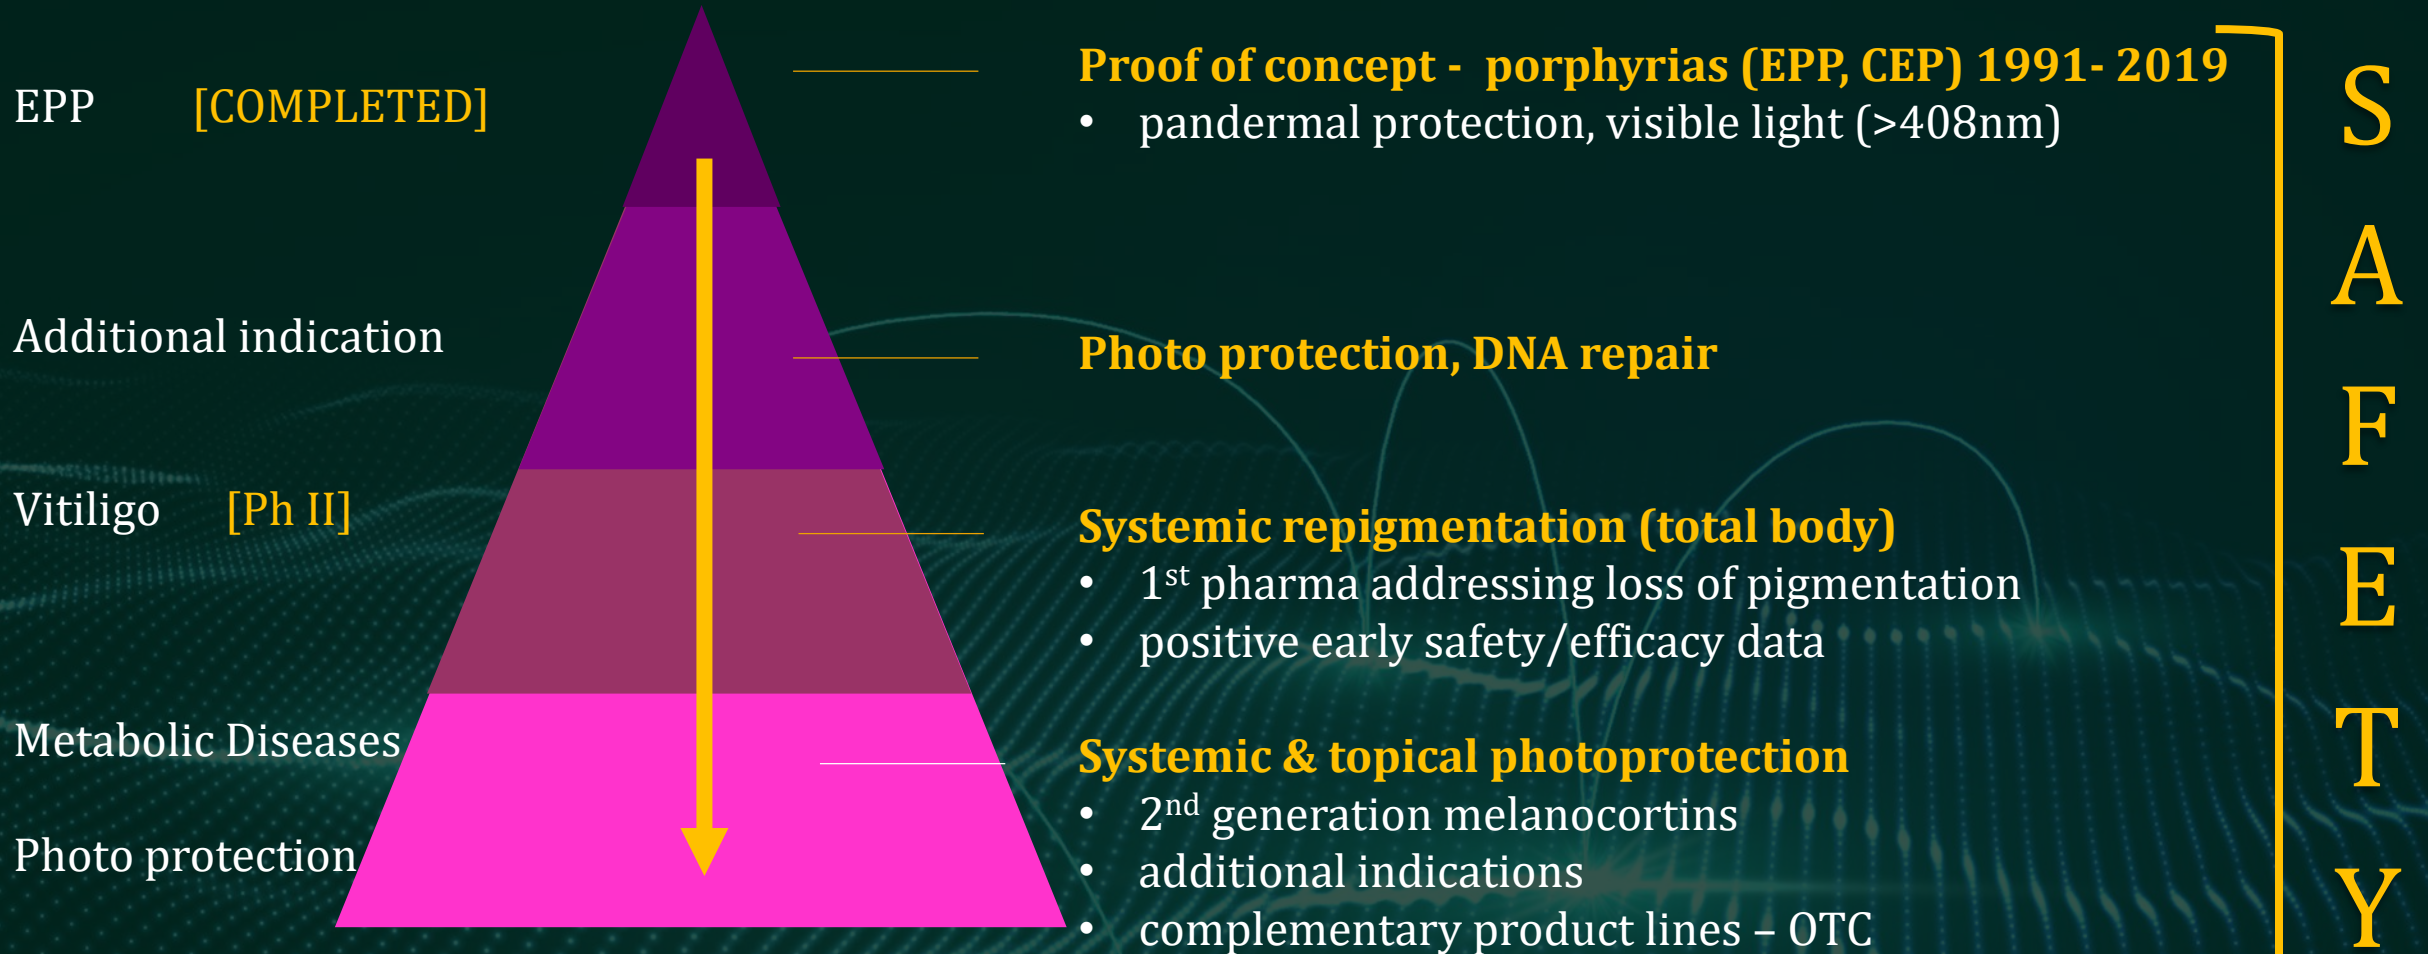 EPP [COMPLETED]
Proof of concept - porphyrias (EPP, CEP) 1991- 2019
• pandermal protection, visible light (>408nm)
Additional indication
Photo protection, DNA repair
Vitiligo [Ph II]
Systemic repigmentation (total body)
• 1st pharma addressing loss of pigmentation
• positive early safety/efficacy data
Metabolic Diseases
Photo protection
Systemic & topical photoprotection
• 2nd generation melanocortins
• additional indications
• complementary product lines – OTC
S
A
F
E
T
Y